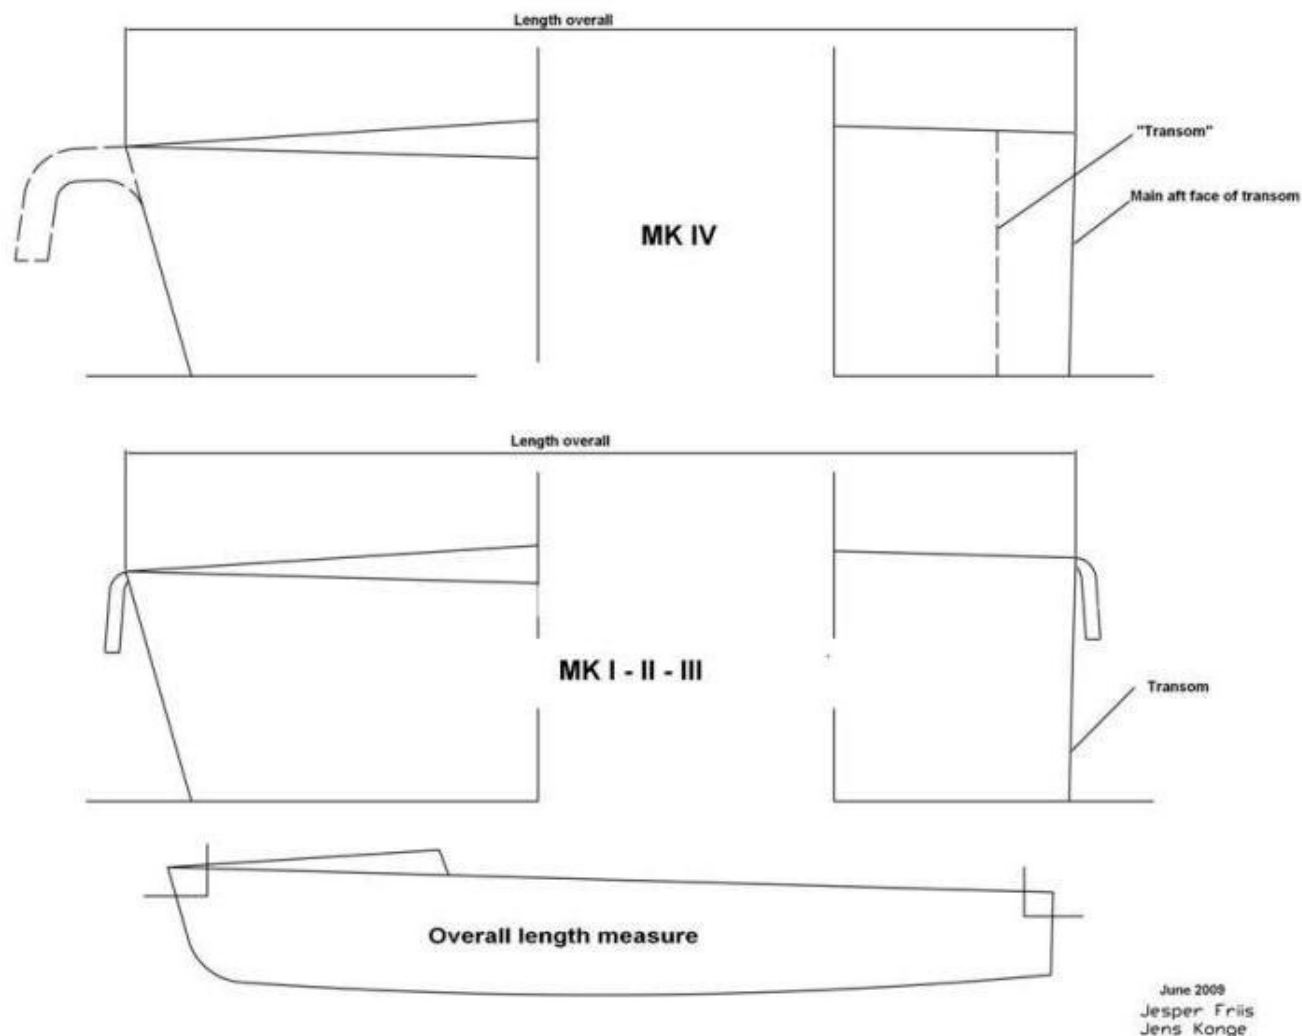 Length overall
"Transom"
Main aft face of transom
MK IV
Length overall
MK I - II - III
Transom
Overall length measure
June 2009
Jesper Friis
Jens Konge